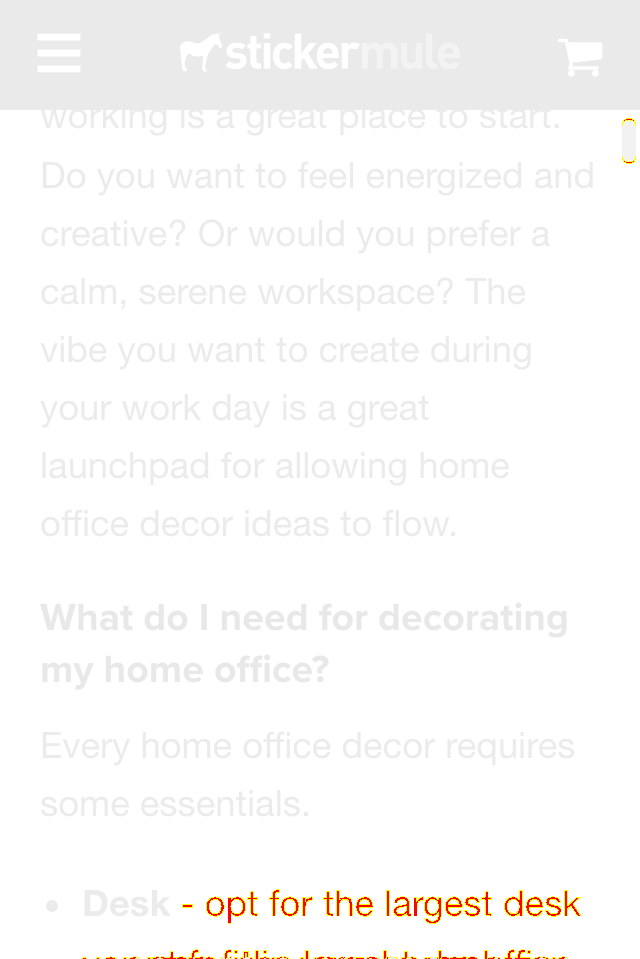 stickermule
working is a great place to start.
Do you want to feel energized and
creative? Or would you prefer a
calm, serene workspace? The
vibe you want to create during
your work day is a great
launchpad for allowing home
office decor ideas to flow.
What do I need for decorating
my home office?
Every home office decor requires
some essentials.
• Desk - opt for the largest desk